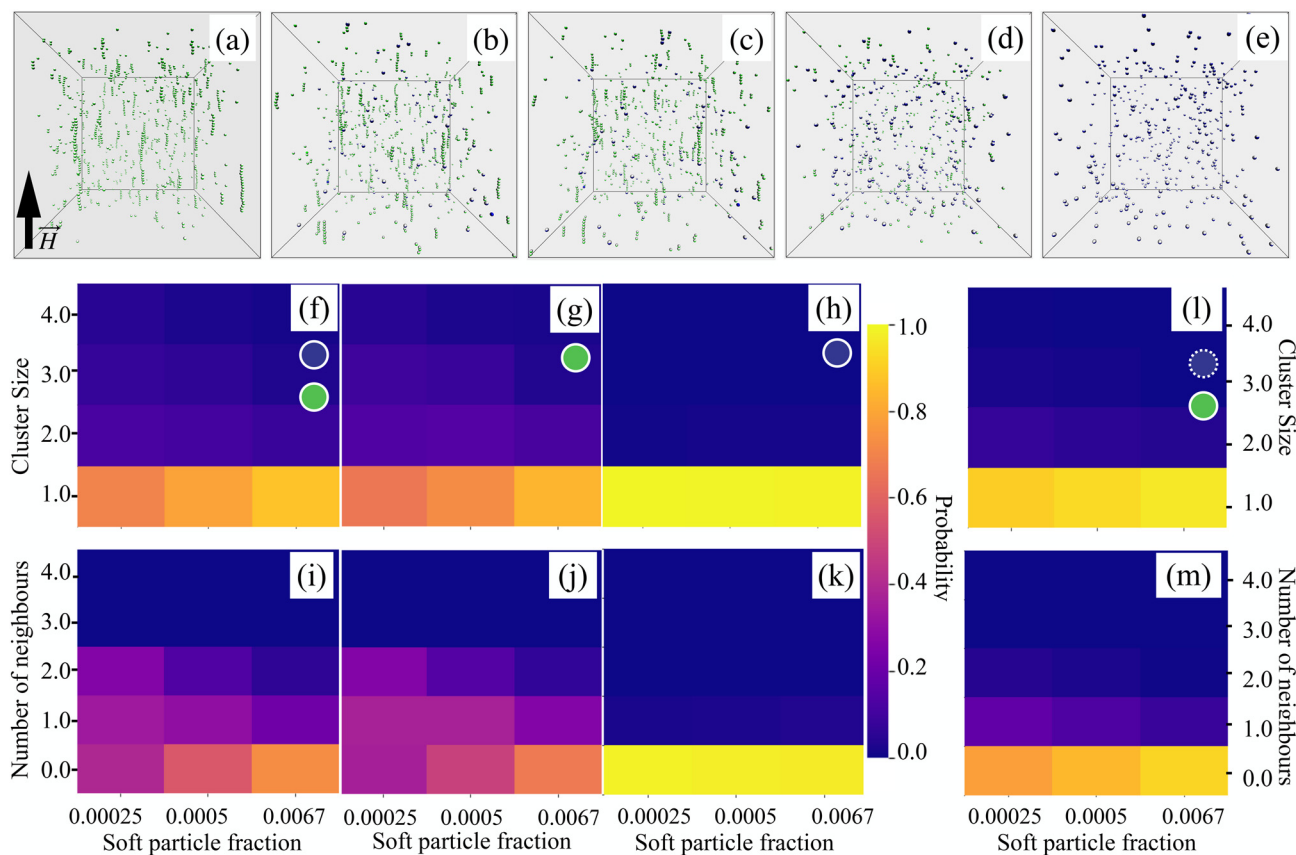 (a) (b) (c) (d) (e)
H
(f) (g) (h) (l)
Cluster Size
4.0
3.0
2.0
1.0
1.0
0.8
0.6
0.4
0.2
0.0
Probability
4.0
3.0
2.0
1.0
Cluster Size
(i) (j) (k) (m)
Number of neighbours
4.0
3.0
2.0
1.0
0.0
4.0
3.0
2.0
1.0
0.0
Number of neighbours
0.00025 0.0005 0.0067 0.00025 0.0005 0.0067 0.00025 0.0005 0.0067 0.00025 0.0005 0.0067
Soft particle fraction Soft particle fraction Soft particle fraction Soft particle fraction